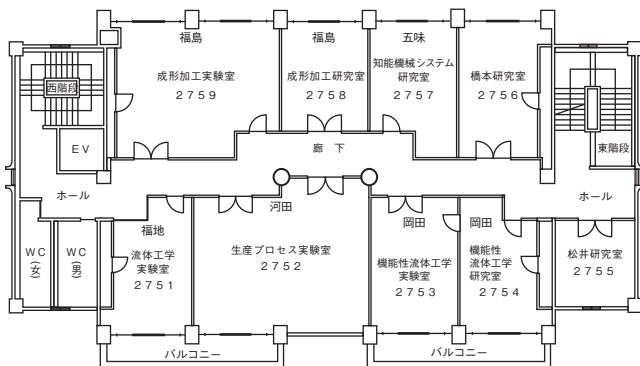 福島
成形加工実験室
2759
福島
成形加工研究室
2758
五味
知能機械システム
研究室
2757
橋本研究室
2756
西階段
EV
ホール
廊下
東階段
ホール
WC
(女)
WC
(男)
福地
流体工学
実験室
2751
河田
生産プロセス実験室
2752
岡田
機能性流体工学
実験室
2753
岡田
機能性
流体工学
研究室
2754
松井研究室
2755
バルコニー
バルコニー